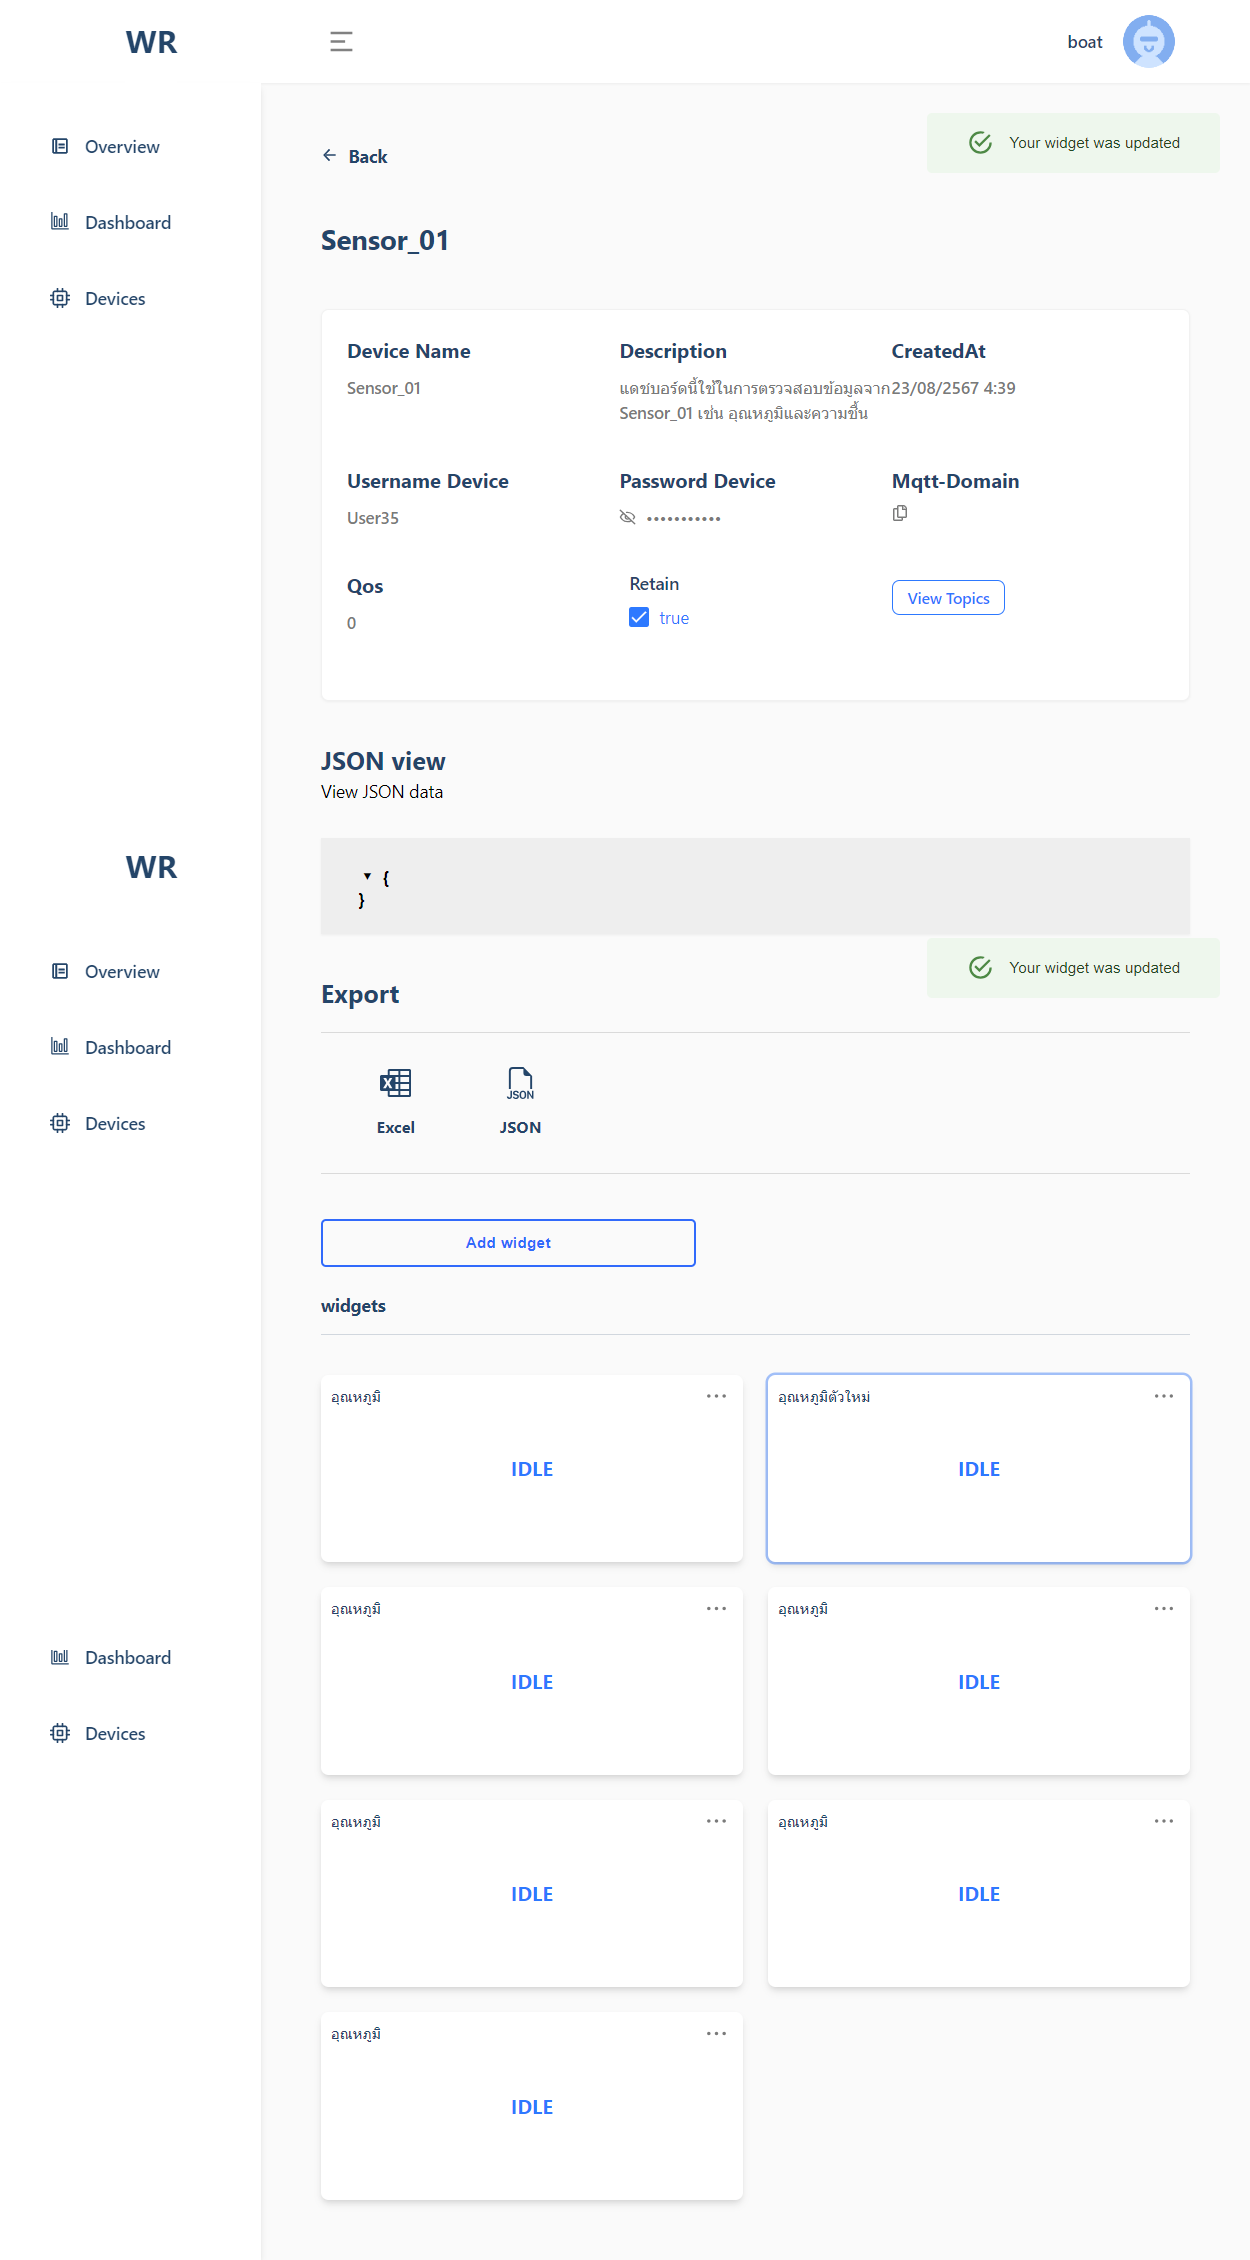 WR
boat
Overview
Dashboard
Devices
Back
Your widget was updated
Sensor_01
Device Name
Sensor_01
Description
แดชบอร์ดนี้ใช้ในการตรวจสอบข้อมูลจาก
Sensor_01 เช่น อุณหภูมิและความชื้น
CreatedAt
23/08/2567 4:39
Username Device
User35
Password Device
•••••••••••
Mqtt-Domain
Qos
0
Retain
true
View Topics
JSON view
View JSON data
▼ {
}
WR
Overview
Dashboard
Devices
Your widget was updated
Export
JSON
Excel
JSON
Add widget
widgets
อุณหภูมิ
IDLE
อุณหภูมิตัวใหม่
IDLE
อุณหภูมิ
IDLE
อุณหภูมิ
IDLE
Dashboard
Devices
อุณหภูมิ
IDLE
อุณหภูมิ
IDLE
อุณหภูมิ
IDLE